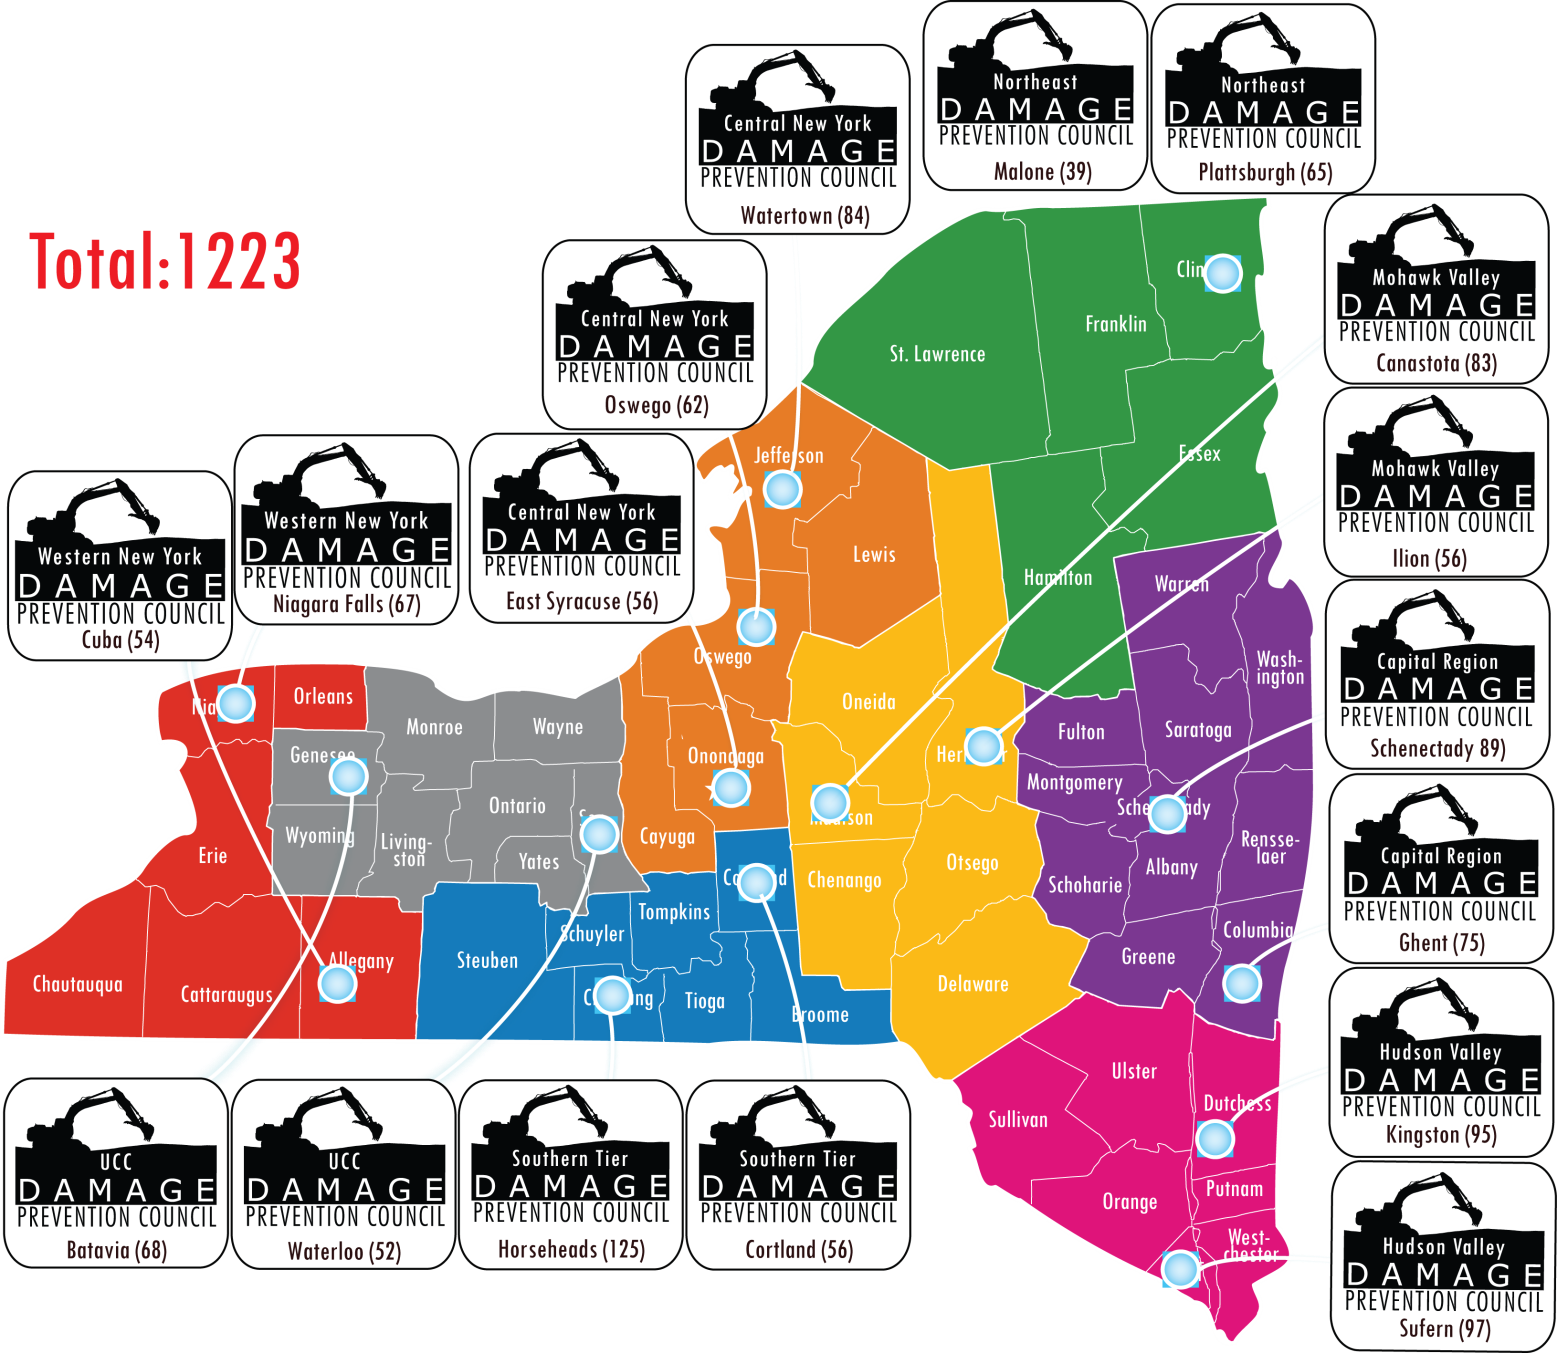 Northeast
DAMAGE
PREVENTION COUNCIL
Malone (39)
Northeast
DAMAGE
PREVENTION COUNCIL
Plattsburgh (65)
Central New York
DAMAGE
PREVENTION COUNCIL
Watertown (84)
Total:1223
Mohawk Valley
DAMAGE
PREVENTION COUNCIL
Canastota (83)
Central New York
DAMAGE
PREVENTION COUNCIL
Oswego (62)
Mohawk Valley
DAMAGE
PREVENTION COUNCIL
Ilion (56)
Western New York
DAMAGE
PREVENTION COUNCIL
Cuba (54)
Western New York
DAMAGE
PREVENTION COUNCIL
Niagara Falls (67)
Central New York
DAMAGE
PREVENTION COUNCIL
East Syracuse (56)
Capital Region
DAMAGE
PREVENTION COUNCIL
Schenectady 89)
Capital Region
DAMAGE
PREVENTION COUNCIL
Ghent (75)
Hudson Valley
DAMAGE
PREVENTION COUNCIL
Kingston (95)
Hudson Valley
DAMAGE
PREVENTION COUNCIL
Sufern (97)
UCC
DAMAGE
PREVENTION COUNCIL
Batavia (68)
UCC
DAMAGE
PREVENTION COUNCIL
Waterloo (52)
Southern Tier
DAMAGE
PREVENTION COUNCIL
Horseheads (125)
Southern Tier
DAMAGE
PREVENTION COUNCIL
Cortland (56)
Clin
Franklin
St. Lawrence
Essex
Jefferson
Lewis
Hamilton
Warren
Oswego
Wash-
ington
Orleans
Oneida
Monroe
Wayne
Fulton
Saratoga
Genesee
Onondaga
Montgomery
Ontario
Wyoming
Living-
ston
Cayuga
Rensse-
laer
Erie
Yates
Otsego
Albany
Chenango
Schoharie
Tompkins
Schuyler
Columbia
Steuben
Allegany
Greene
Chautauqua
Cattaraugus
Tioga
Delaware
Broome
Ulster
Dutchess
Sullivan
Putnam
Orange
West-
chester